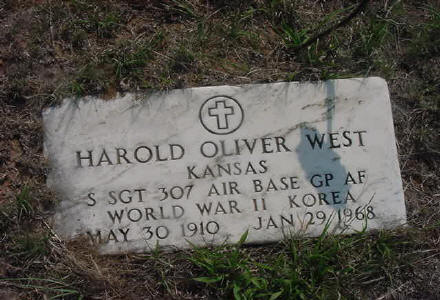 HAROLD OLIVER WEST
KANSAS
S SGT 307 AIR BASE GP AF
WORLD WAR II KOREA
MAY 30 1910 JAN 29 1968